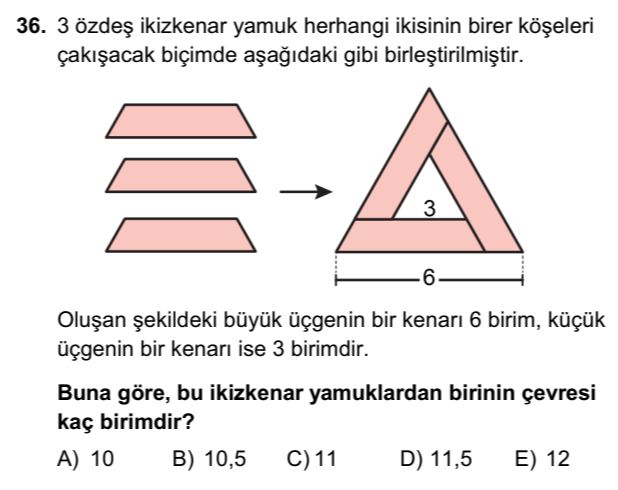 36. 3 özdeş ikizkenar yamuk herhangi ikisinin birer köşeleri
çakışacak biçimde aşağıdaki gibi birleştirilmiştir.
3
6
Oluşan şekildeki büyük üçgenin bir kenarı 6 birim, küçük
üçgenin bir kenarı ise 3 birimdir.
Buna göre, bu ikizkenar yamuklardan birinin çevresi
kaç birimdir?
A) 10 B) 10,5 C) 11 D) 11,5 E) 12